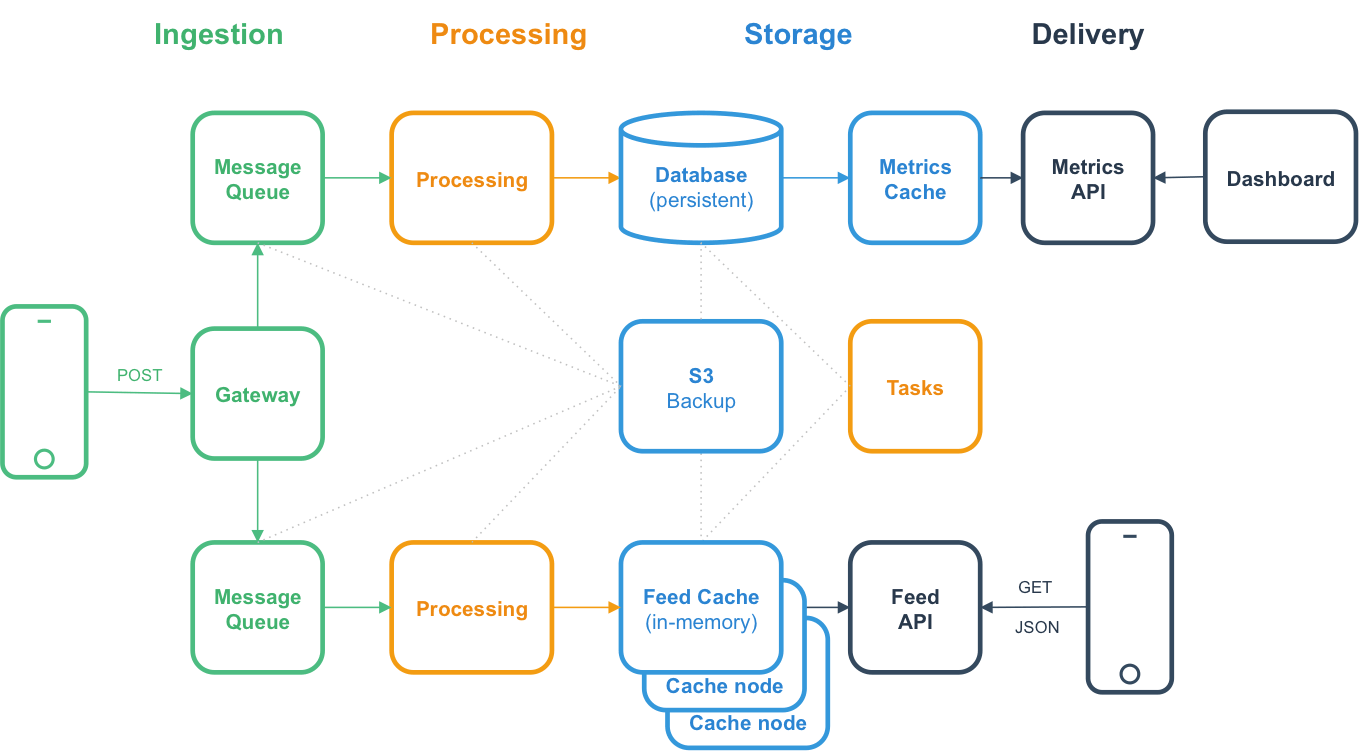 Ingestion
Processing
Storage
Delivery
Message
Queue
Processing
Database
(persistent)
Metrics
Cache
Metrics
API
Dashboard
POST
Gateway
S3
Backup
Tasks
Message
Queue
Processing
Feed Cache
(in-memory)
Cache node
Cache node
Feed
API
GET
JSON